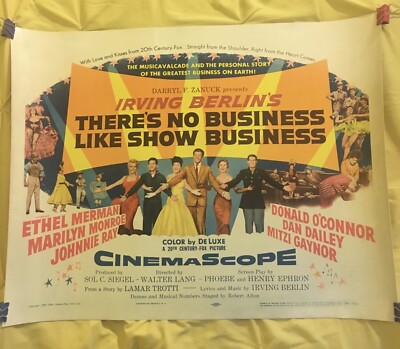 With Love and Kisses from 20th Century-Fox... Straight from the Shoulder, Right from the Heart Comes
THE MUSICAVALCADE AND THE PERSONAL STORY
OF THE GREATEST BUSINESS ON EARTH!
DARRYL F. ZANUCK presents
IRVING BERLIN'S
THERE'S NO BUSINESS
LIKE SHOW BUSINESS
ETHEL MERMAN
MARILYN MONROE
JOHNNIE RAY
DONALD O'CONNOR
DAN DAILEY
MITZI GAYNOR
COLOR by DE LUXE
A 20TH CENTURY-FOX PICTURE
CINEMASCOPE
Produced by
SOL C. SIEGEL
Directed by
WALTER LANG
Screen Play by
PHOEBE and HENRY EPHRON
From a Story by LAMAR TROTTI Lyrics and Music by IRVING BERLIN
Dances and Musical Numbers Staged by Robert Alton